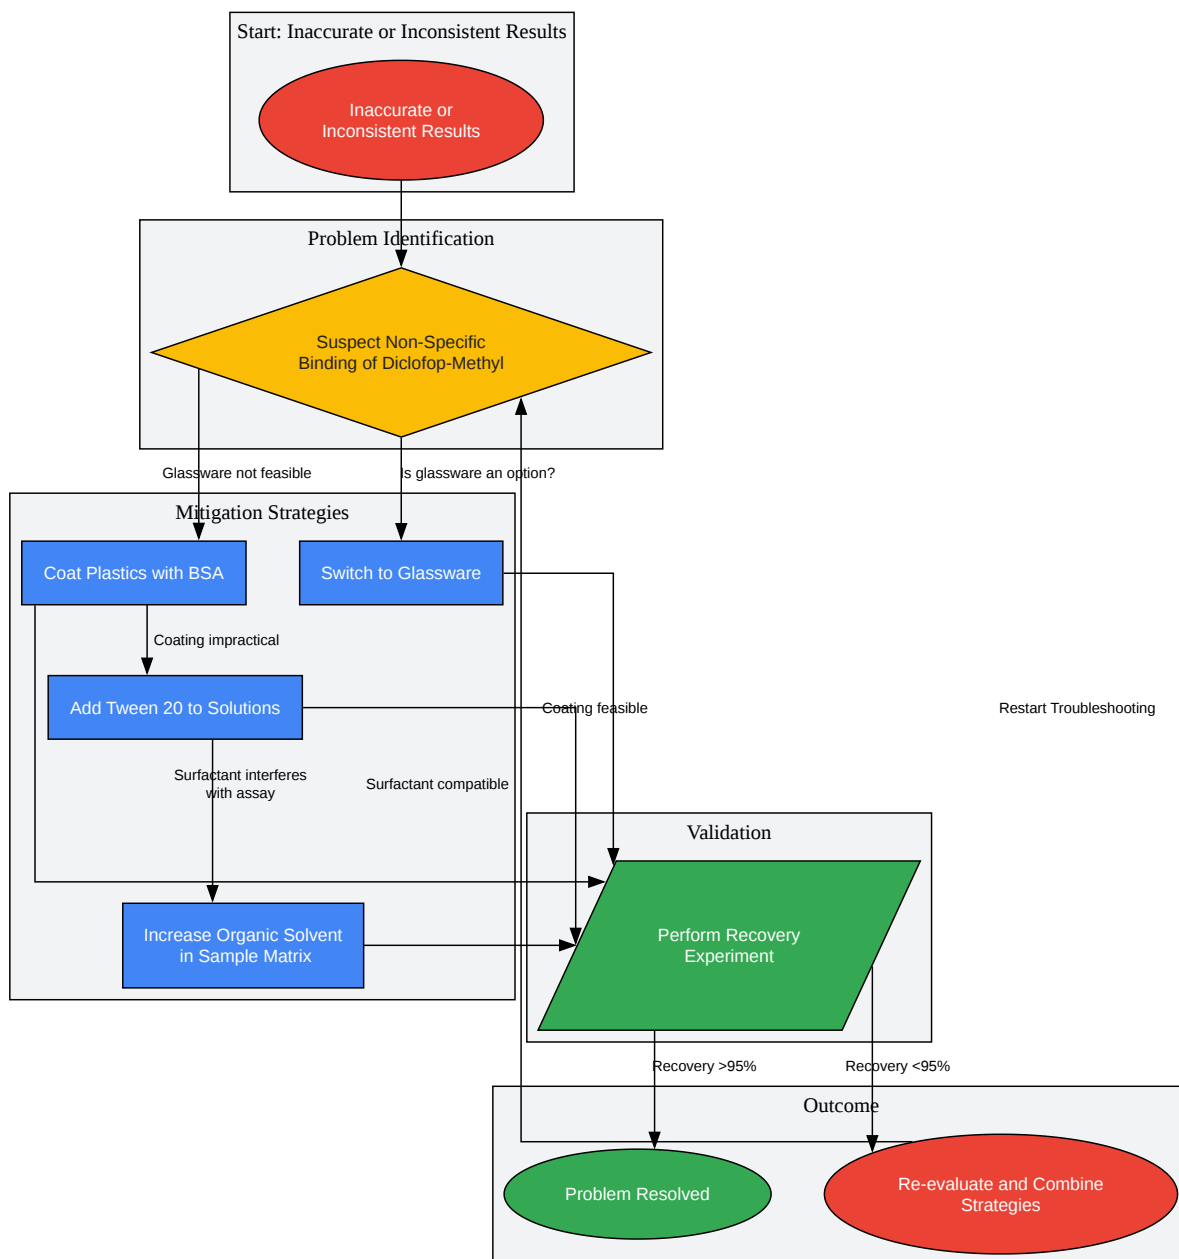 Start: Inaccurate or Inconsistent Results
Inaccurate or
Inconsistent Results
Problem Identification
Suspect Non-Specific
Binding of Diclofop-Methyl
Glassware not feasible
Is glassware an option?
Mitigation Strategies
Coat Plastics with BSA
Switch to Glassware
Coating impractical
Add Tween 20 to Solutions
Coating feasible
Restart Troubleshooting
Surfactant interferes
with assay
Surfactant compatible
Validation
Increase Organic Solvent
in Sample Matrix
Perform Recovery
Experiment
Recovery >95%
Recovery <95%
Outcome
Problem Resolved
Re-evaluate and Combine
Strategies